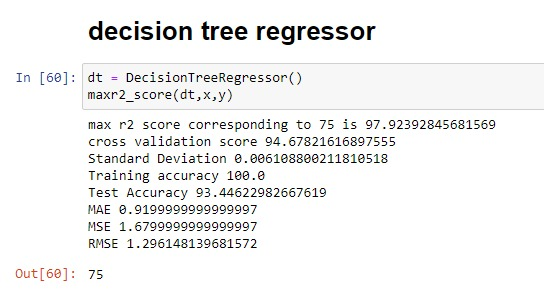 decision tree regressor
In [60]: dt = DecisionTreeRegressor()
maxr2_score(dt,x,y)
max r2 score corresponding to 75 is 97.92392845681569
cross validation score 94.67821616897555
Standard Deviation 0.006108800211810518
Training accuracy 100.0
Test Accuracy 93.44622982667619
MAE 0.9199999999999997
MSE 1.6799999999999997
RMSE 1.296148139681572
Out[60]: 75